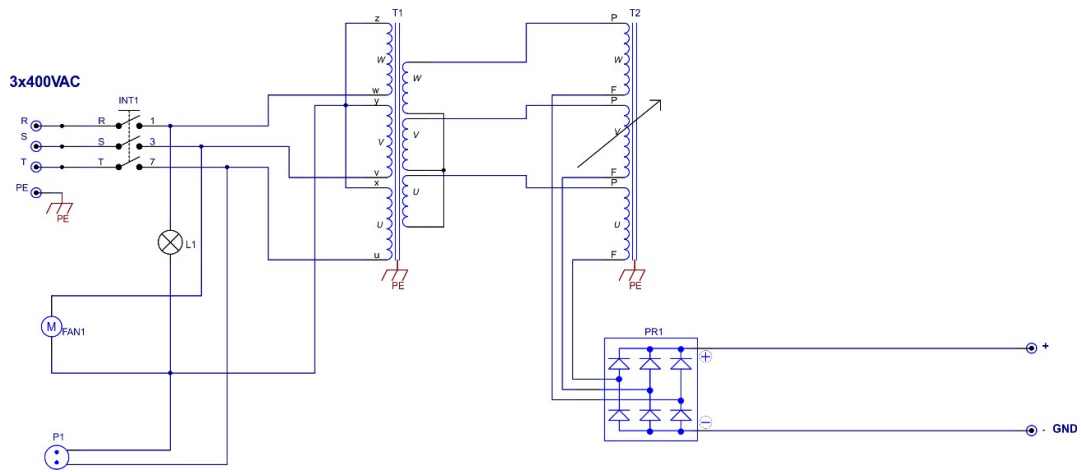 T1
T2
z
P
W
W
W
3x400VAC
w
F
INT1
y
P
R
R
1
S
S
3
V
V
V
T
T
7
v
F
x
P
PE
U
U
U
PE
L1
u
F
PE
PE
M
FAN1
PR1
+
+
P1
-
- GND